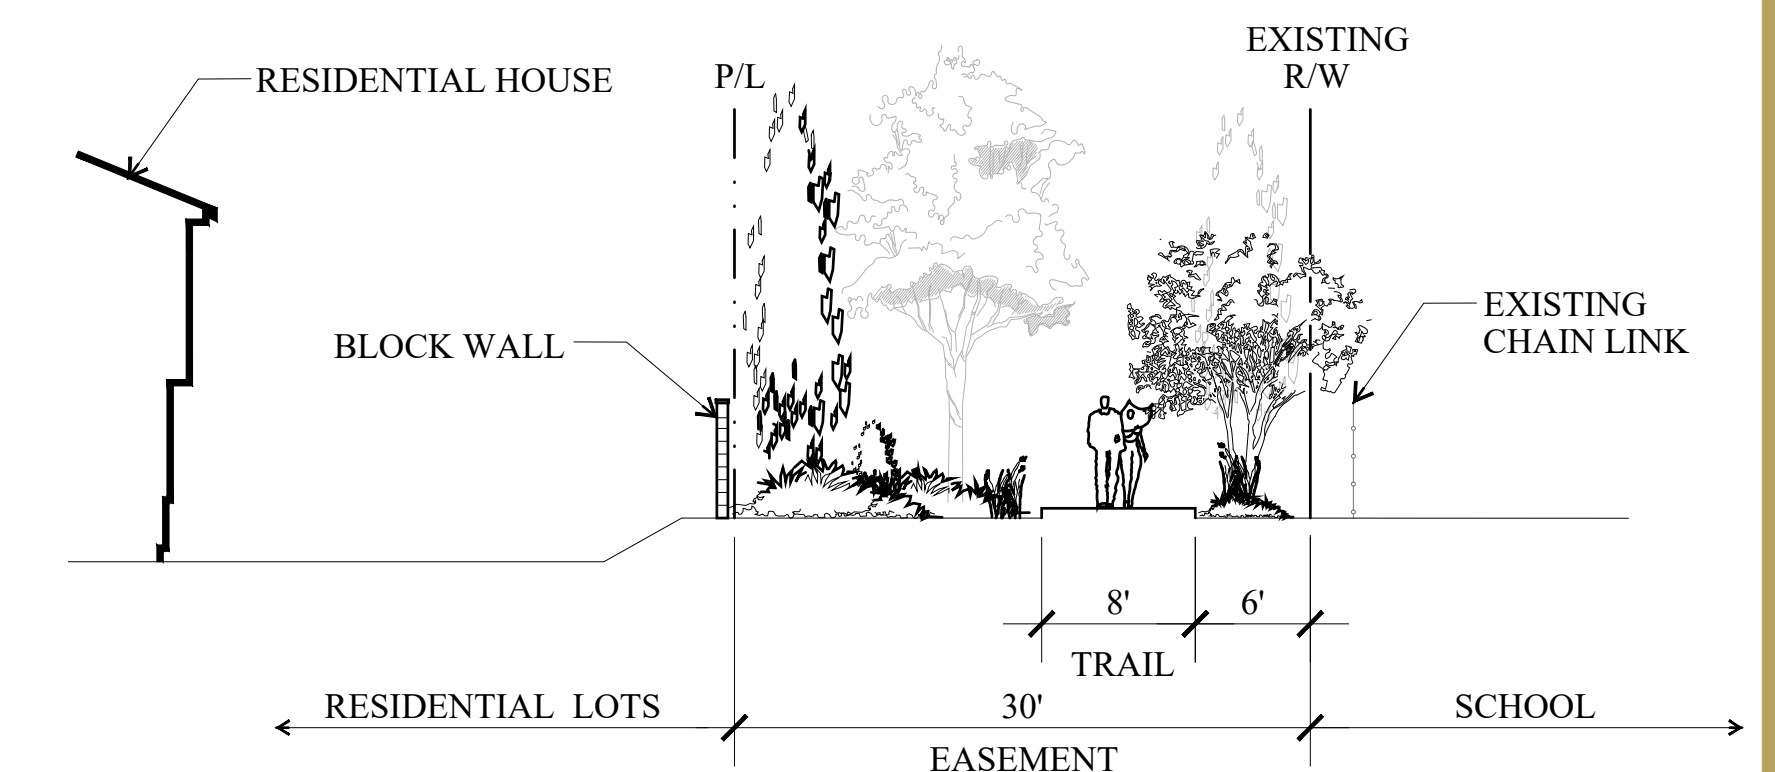 EXISTING
R/W
P/L
RESIDENTIAL HOUSE
EXISTING
CHAIN LINK
BLOCK WALL
8'
6'
TRAIL
RESIDENTIAL LOTS
30'
SCHOOL
EASEMENT